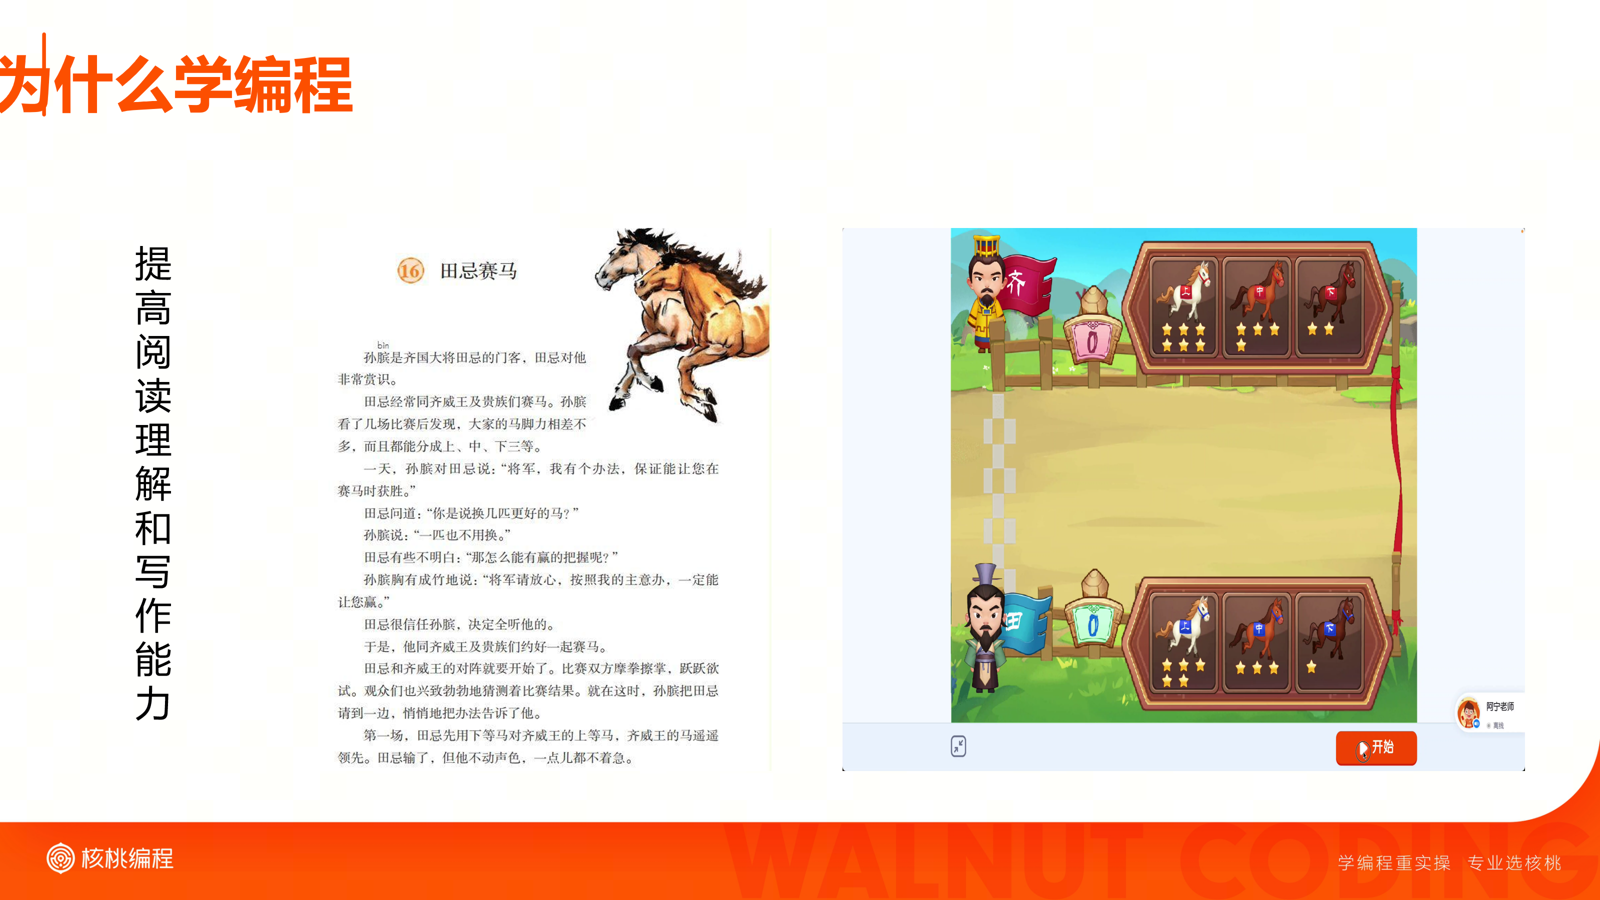 为什么学编程
提高阅读理解和写作能力
16 田忌赛马
bìn
孙膑是齐国大将田忌的门客，田忌对他
非常赏识。
田忌经常同齐威王及贵族们赛马。孙膑
看了几场比赛后发现，大家的马脚力相差不
多，而且都能分成上、中、下三等。
一天，孙膑对田忌说：“将军，我有个办法，保证能让您在
赛马时获胜。”
田忌问道：“你是说换几匹更好的马？”
孙膑说：“一匹也不用换。”
田忌有些不明白：“那怎么能有赢的把握呢？”
孙膑胸有成竹地说：“将军请放心，按照我的主意办，一定能
让您赢。”
田忌很信任孙膑，决定全听他的。
于是，他同齐威王及贵族们约好一起赛马。
田忌和齐威王的对阵就要开始了。比赛双方摩拳擦掌，跃跃欲
试。观众们也兴致勃勃地猜测着比赛结果。就在这时，孙膑把田忌
请到一边，悄悄地把办法告诉了他。
第一场，田忌先用下等马对齐威王的上等马，齐威王的马遥遥
领先。田忌输了，但他不动声色，一点儿都不着急。
齐
0
上 中 下
田
0
上 中 下
阿宁老师
离线
开始
核桃编程
WALNUT CODING
学编程重实操 专业选核桃